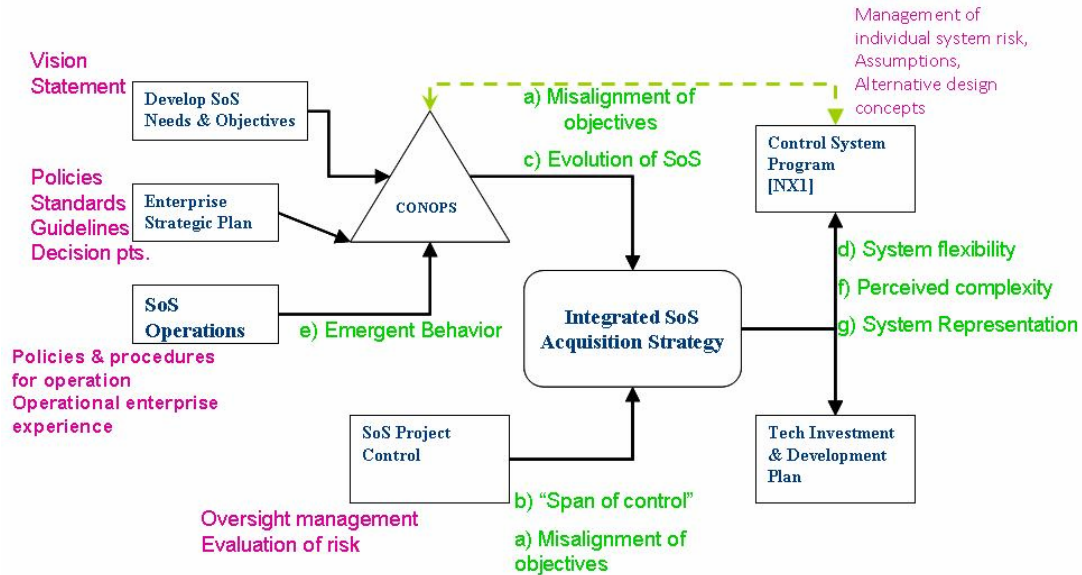 Management of
individual system risk,
Assumptions,
Alternative design
concepts
Vision
Statement
Develop SoS
Needs & Objectives
a) Misalignment of
objectives
c) Evolution of SoS
Control System
Program
[NX1]
Policies
Standards
Guidelines
Decision pts.
Enterprise
Strategic Plan
CONOPS
SoS
Operations
e) Emergent Behavior
Integrated SoS
Acquisition Strategy
d) System flexibility
f) Perceived complexity
g) System Representation
Policies & procedures
for operation
Operational enterprise
experience
SoS Project
Control
Tech Investment
& Development
Plan
b) “Span of control”
Oversight management
Evaluation of risk
a) Misalignment of
objectives